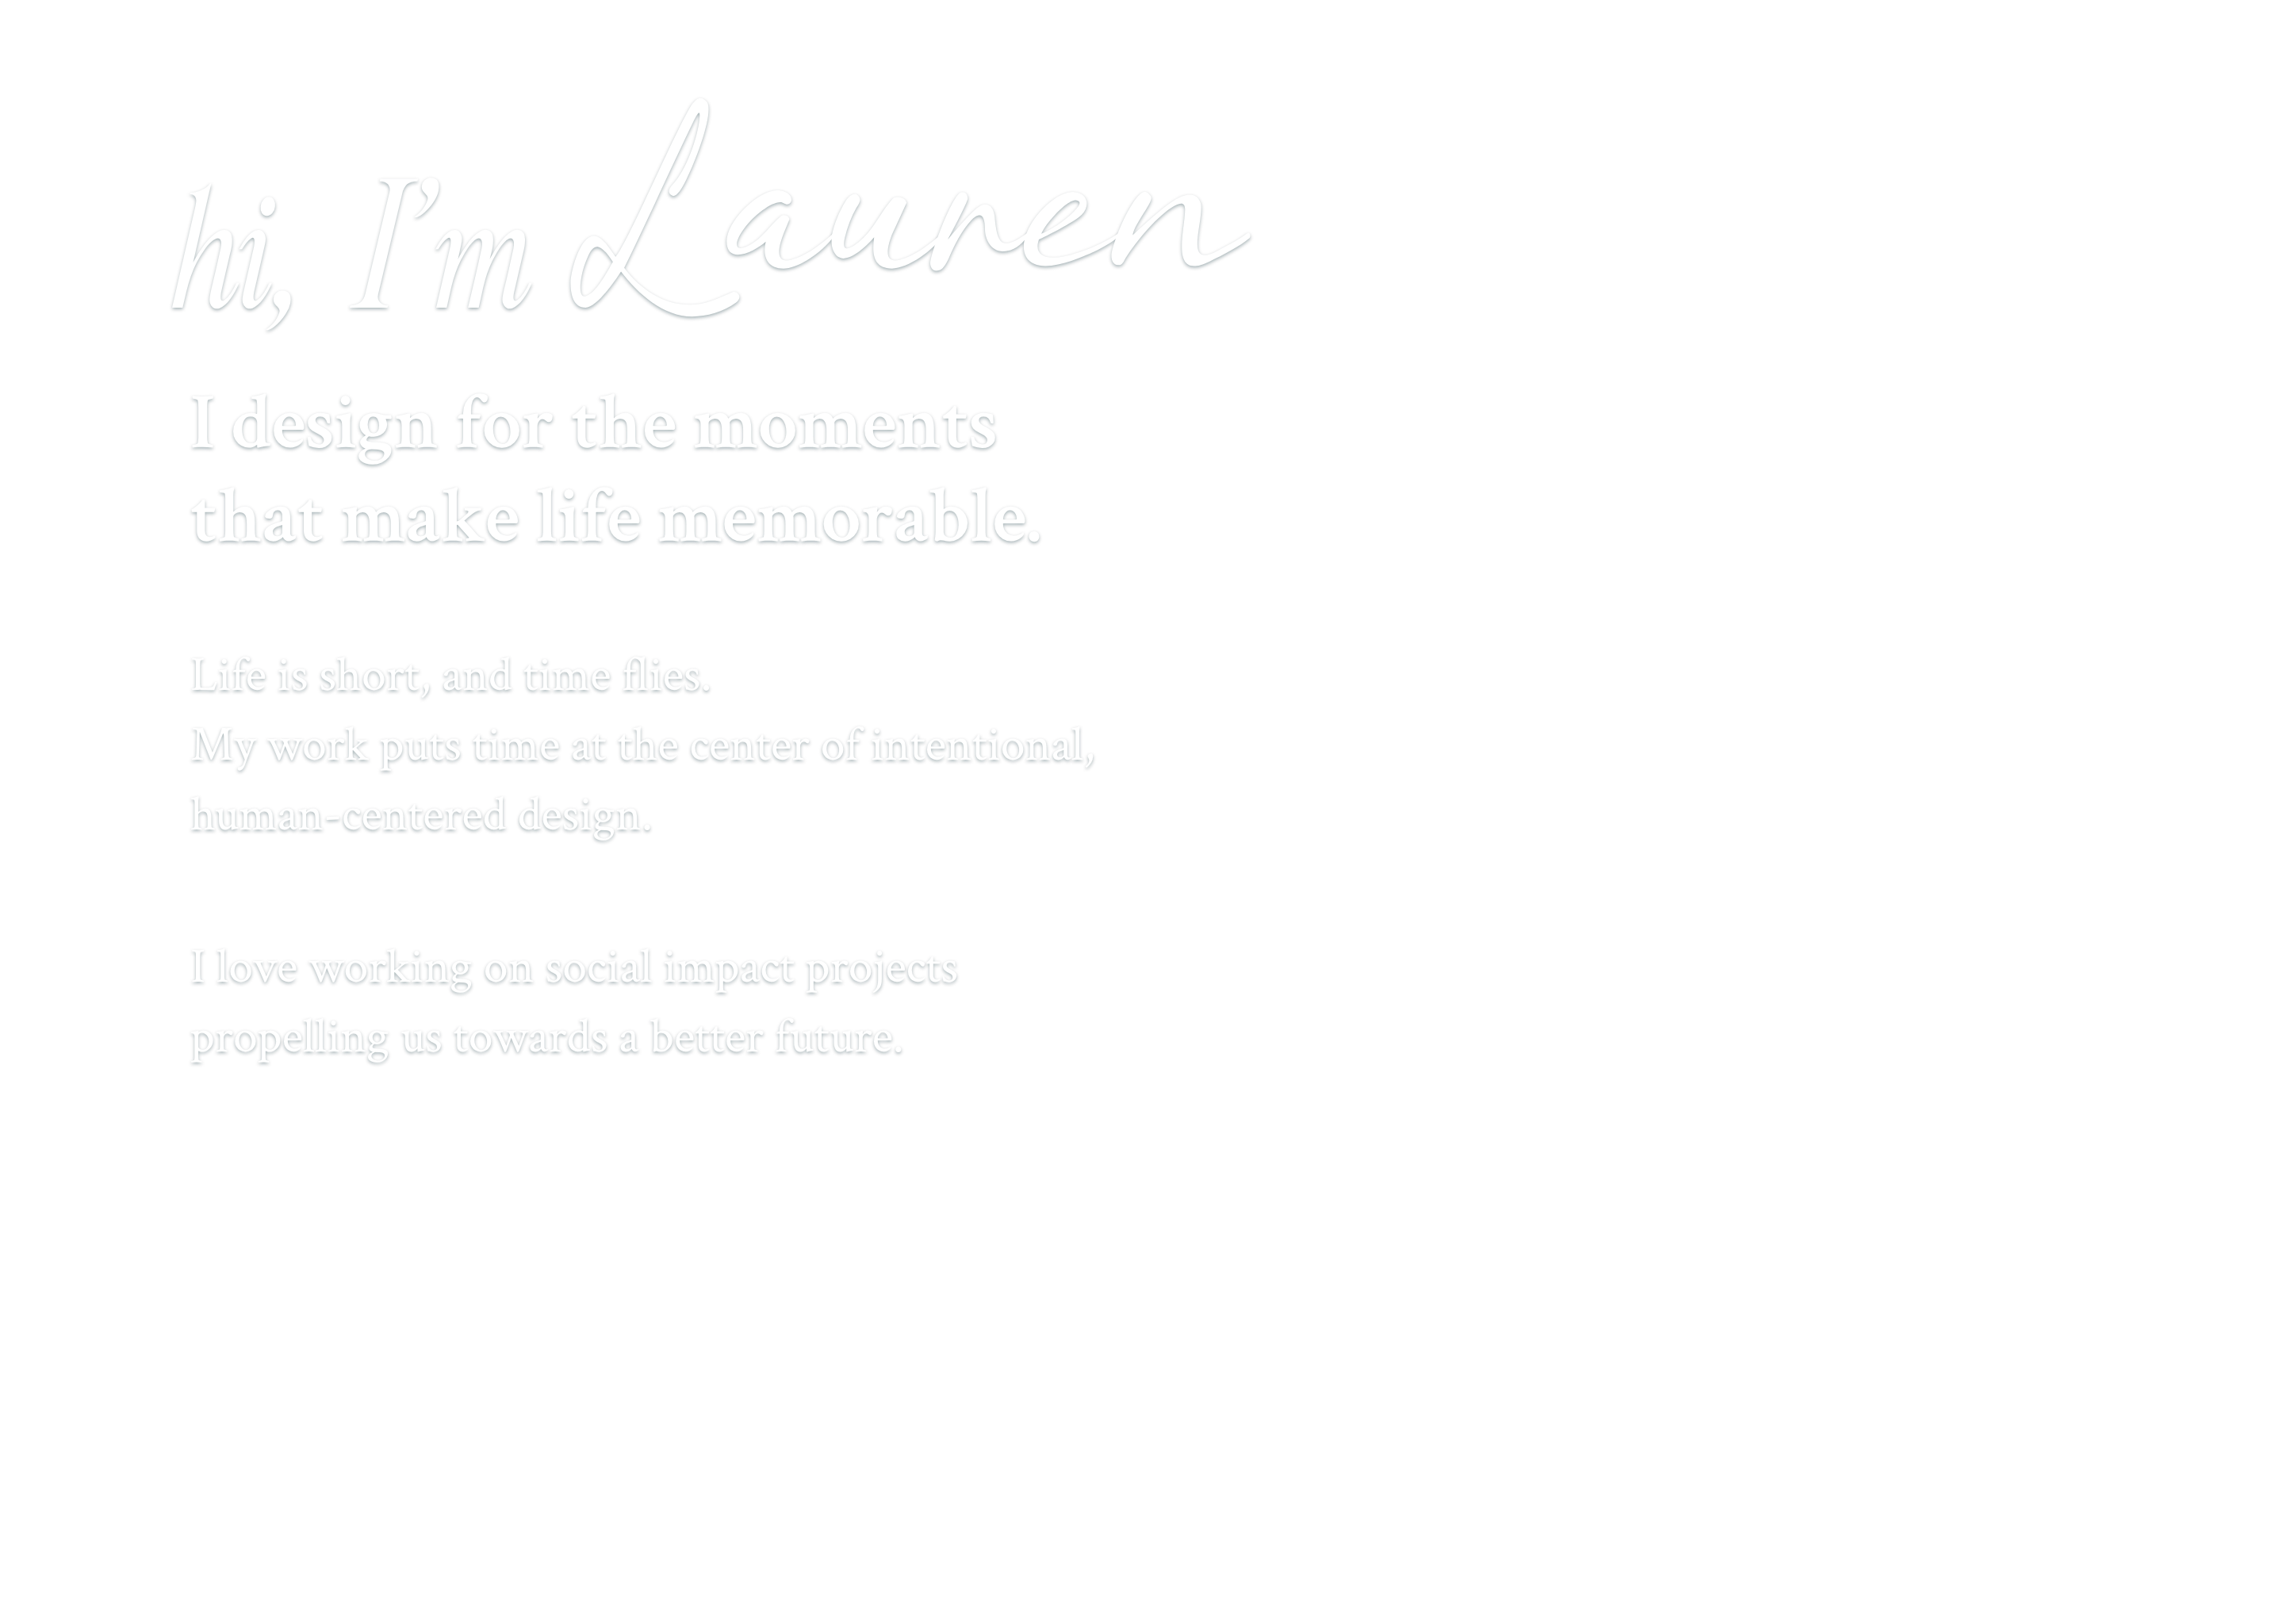 hi, I'm Lauren
I design for the moments
that make life memorable.
Life is short, and time flies.
My work puts time at the center of intentional,
human-centered design.
I love working on social impact projects
propelling us towards a better future.